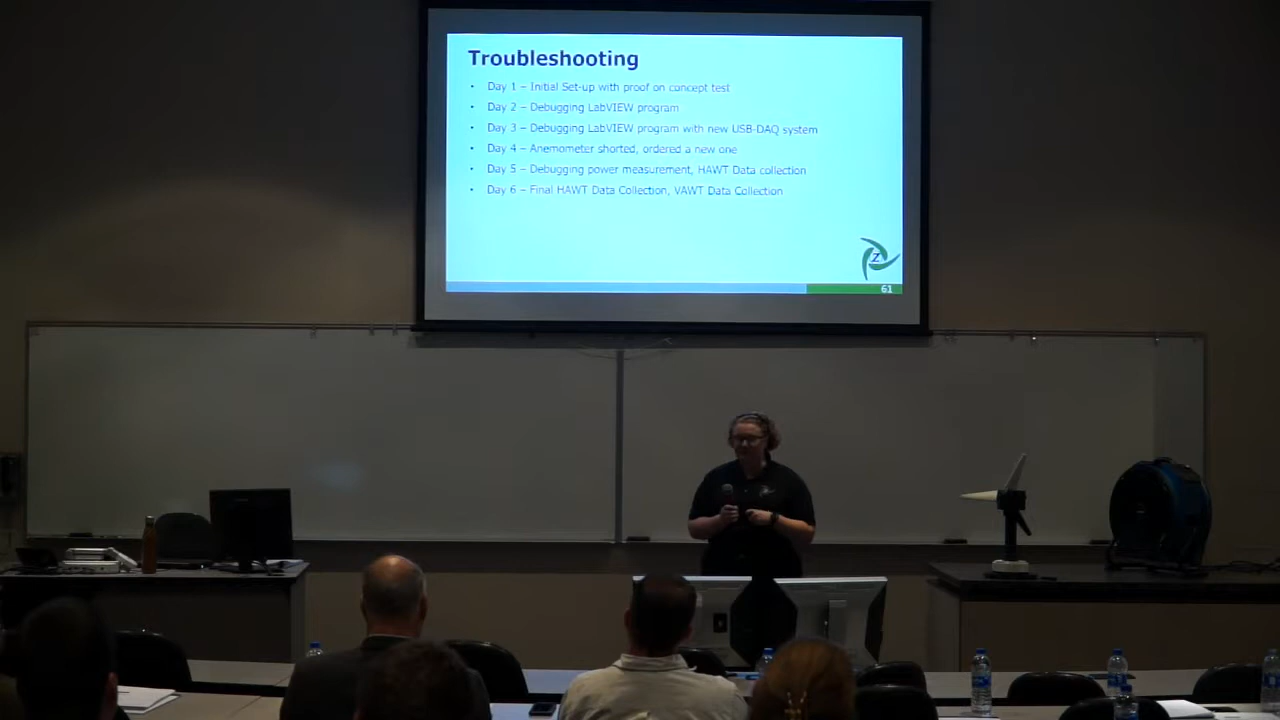 Troubleshooting
• Day 1 – Initial Set-up with proof on concept test
• Day 2 – Debugging LabVIEW program
• Day 3 – Debugging LabVIEW program with new USB-DAQ system
• Day 4 – Anemometer shorted, ordered a new one
• Day 5 – Debugging power measurement, HAWT Data collection
• Day 6 – Final HAWT Data Collection, VAWT Data Collection
Z
61